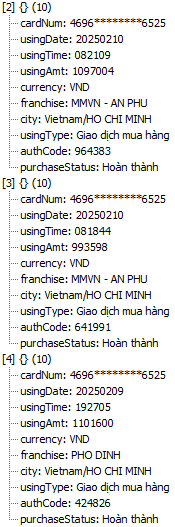 [2] {} (10)
cardNum: 4696********6525
usingDate: 20250210
usingTime: 082109
usingAmt: 1097004
currency: VND
franchise: MMVN - AN PHU
city: Vietnam/HO CHI MINH
usingType: Giao dịch mua hàng
authCode: 964383
purchaseStatus: Hoàn thành
[3] {} (10)
cardNum: 4696********6525
usingDate: 20250210
usingTime: 081844
usingAmt: 993598
currency: VND
franchise: MMVN - AN PHU
city: Vietnam/HO CHI MINH
usingType: Giao dịch mua hàng
authCode: 641991
purchaseStatus: Hoàn thành
[4] {} (10)
cardNum: 4696********6525
usingDate: 20250209
usingTime: 192705
usingAmt: 1101600
currency: VND
franchise: PHO DINH
city: Vietnam/HO CHI MINH
usingType: Giao dịch mua hàng
authCode: 424826
purchaseStatus: Hoàn thành